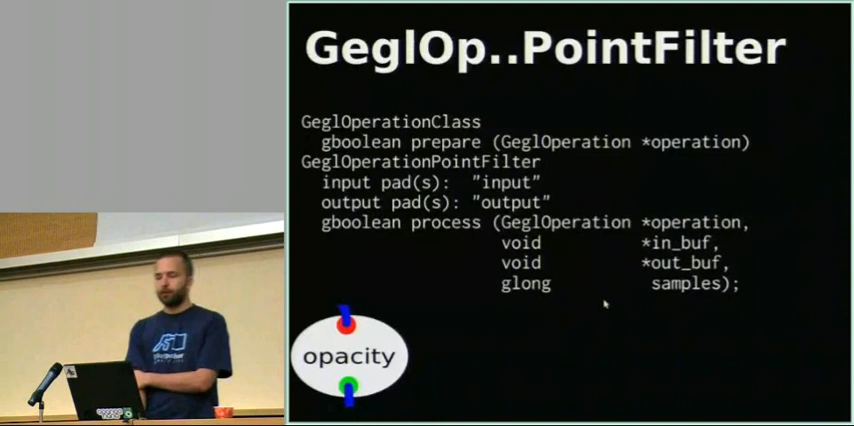 GeglOp..PointFilter
GeglOperationClass
gboolean prepare (GeglOperation *operation)
GeglOperationPointFilter
input pad(s): "input"
output pad(s): "output"
gboolean process (GeglOperation *operation,
void *in_buf,
void *out_buf,
glong samples);
opacity